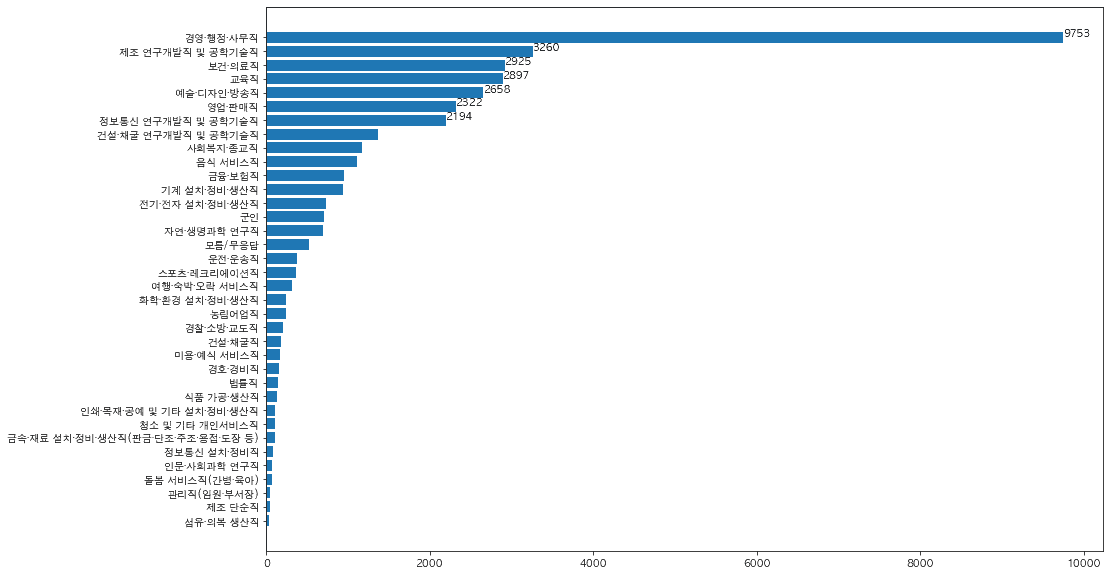 경영·행정·사무직 9753
제조 연구개발직 및 공학기술직 3260
보건·의료직 2925
교육직 2897
예술·디자인·방송직 2658
영업·판매직 2322
정보통신 연구개발직 및 공학기술직 2194
건설·채굴 연구개발직 및 공학기술직
사회복지·종교직
음식 서비스직
금융·보험직
기계 설치·정비·생산직
전기·전자 설치·정비·생산직
군인
자연·생명과학 연구직
모름/무응답
운전·운송직
스포츠·레크리에이션직
여행·숙박·오락 서비스직
화학·환경 설치·정비·생산직
농림어업직
경찰·소방·교도직
건설·채굴직
미용·예식 서비스직
경호·경비직
법률직
식품 가공·생산직
인쇄·목재·공예 및 기타 설치·정비·생산직
청소 및 기타 개인서비스직
금속·재료 설치·정비·생산직(판금·단조·주조·용접·도장 등)
정보통신 설치·정비직
인문·사회과학 연구직
돌봄 서비스직(간병·육아)
관리직(임원·부서장)
제조 단순직
섬유·의복 생산직
0 2000 4000 6000 8000 10000